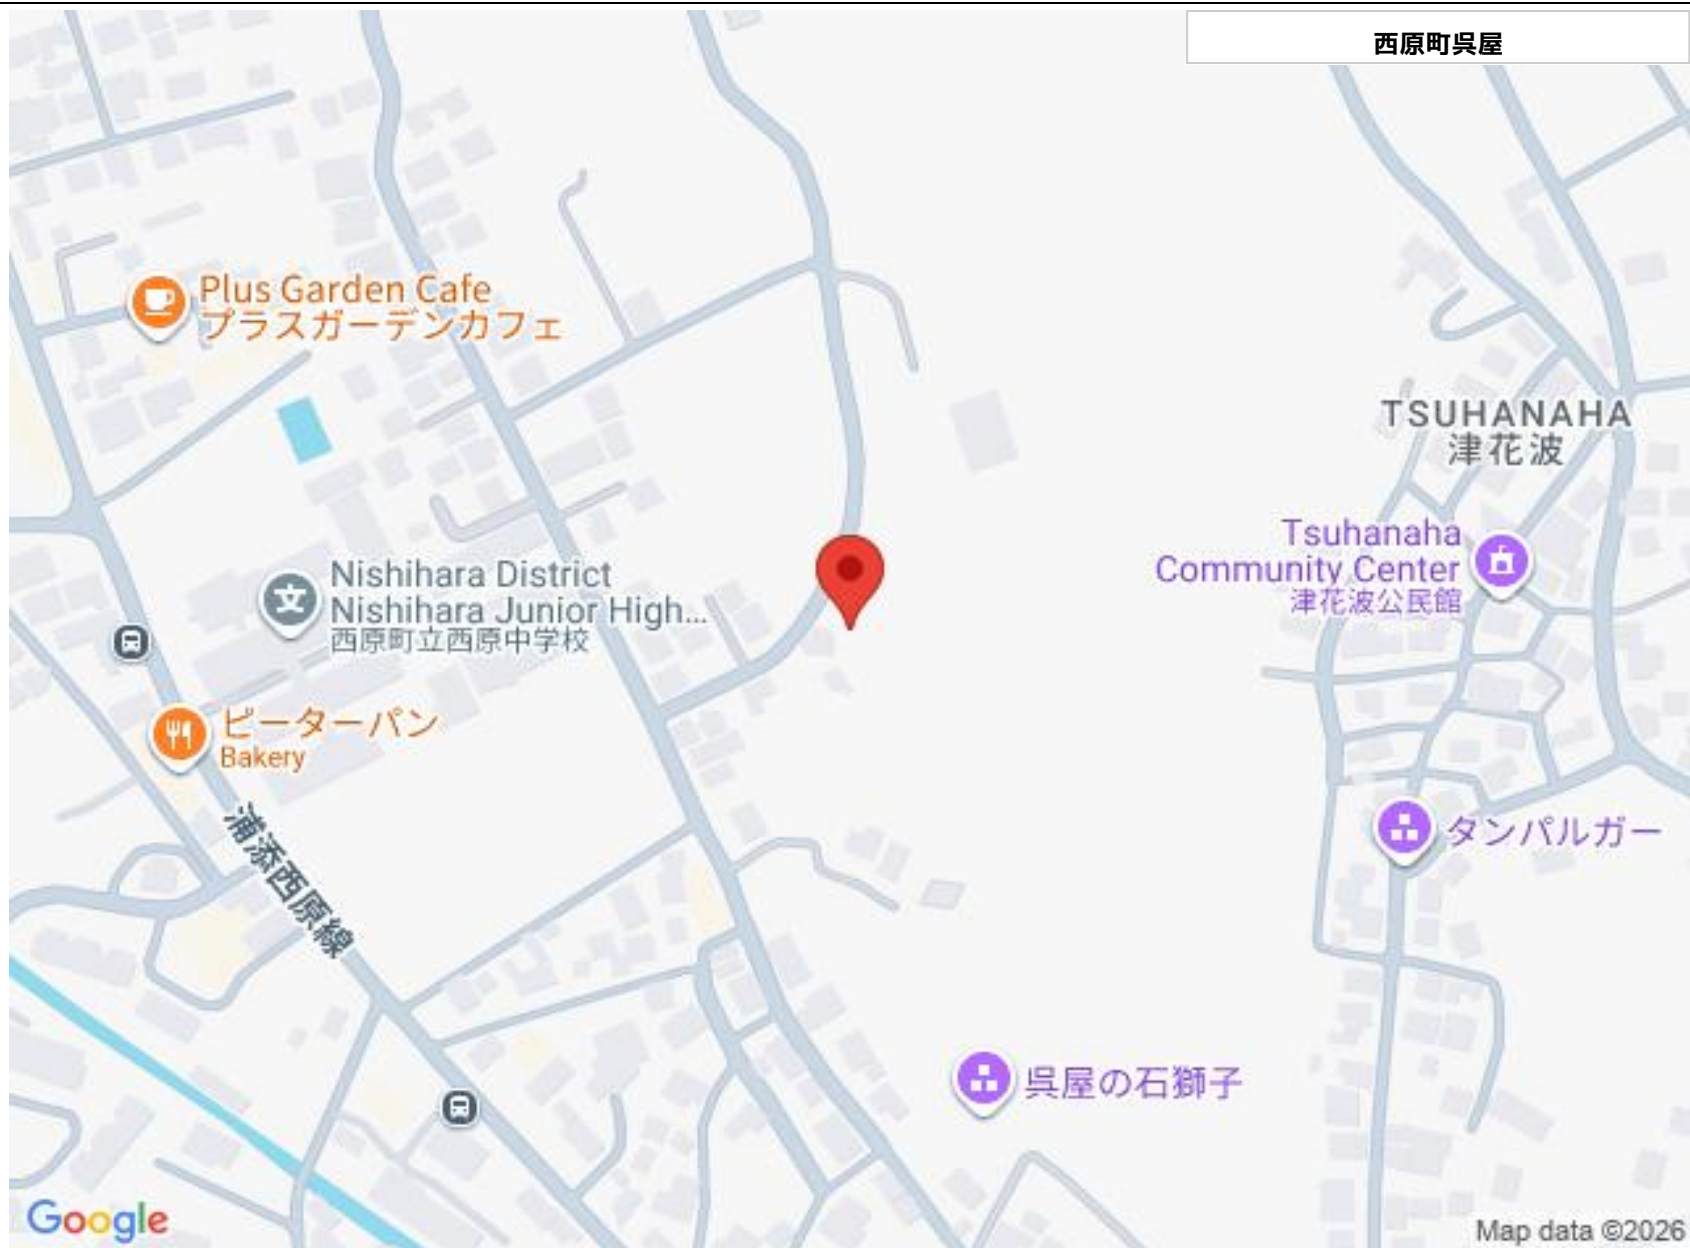 西原町呉屋
Plus Garden Cafe
プラスガーデンカフェ
TSUHANAHA
津花波
Tsuhanaha
Community Center
津花波公民館
Nishihara District
Nishihara Junior High...
西原町立西原中学校
文
ピーターパン
Bakery
浦添西原線
タンパルガー
呉屋の石獅子
Google
Map data ©2026